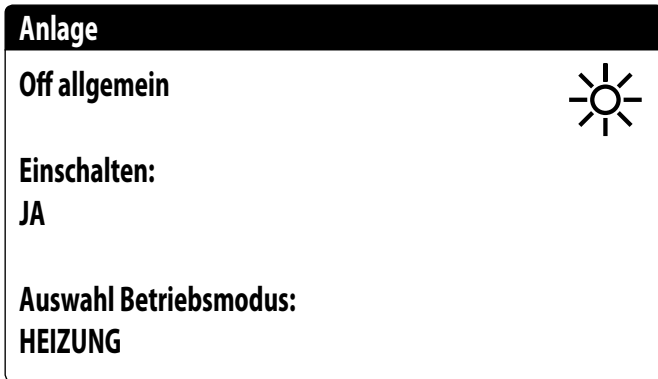 Anlage
Off allgemein
Einschalten:
JA
Auswahl Betriebsmodus:
HEIZUNG